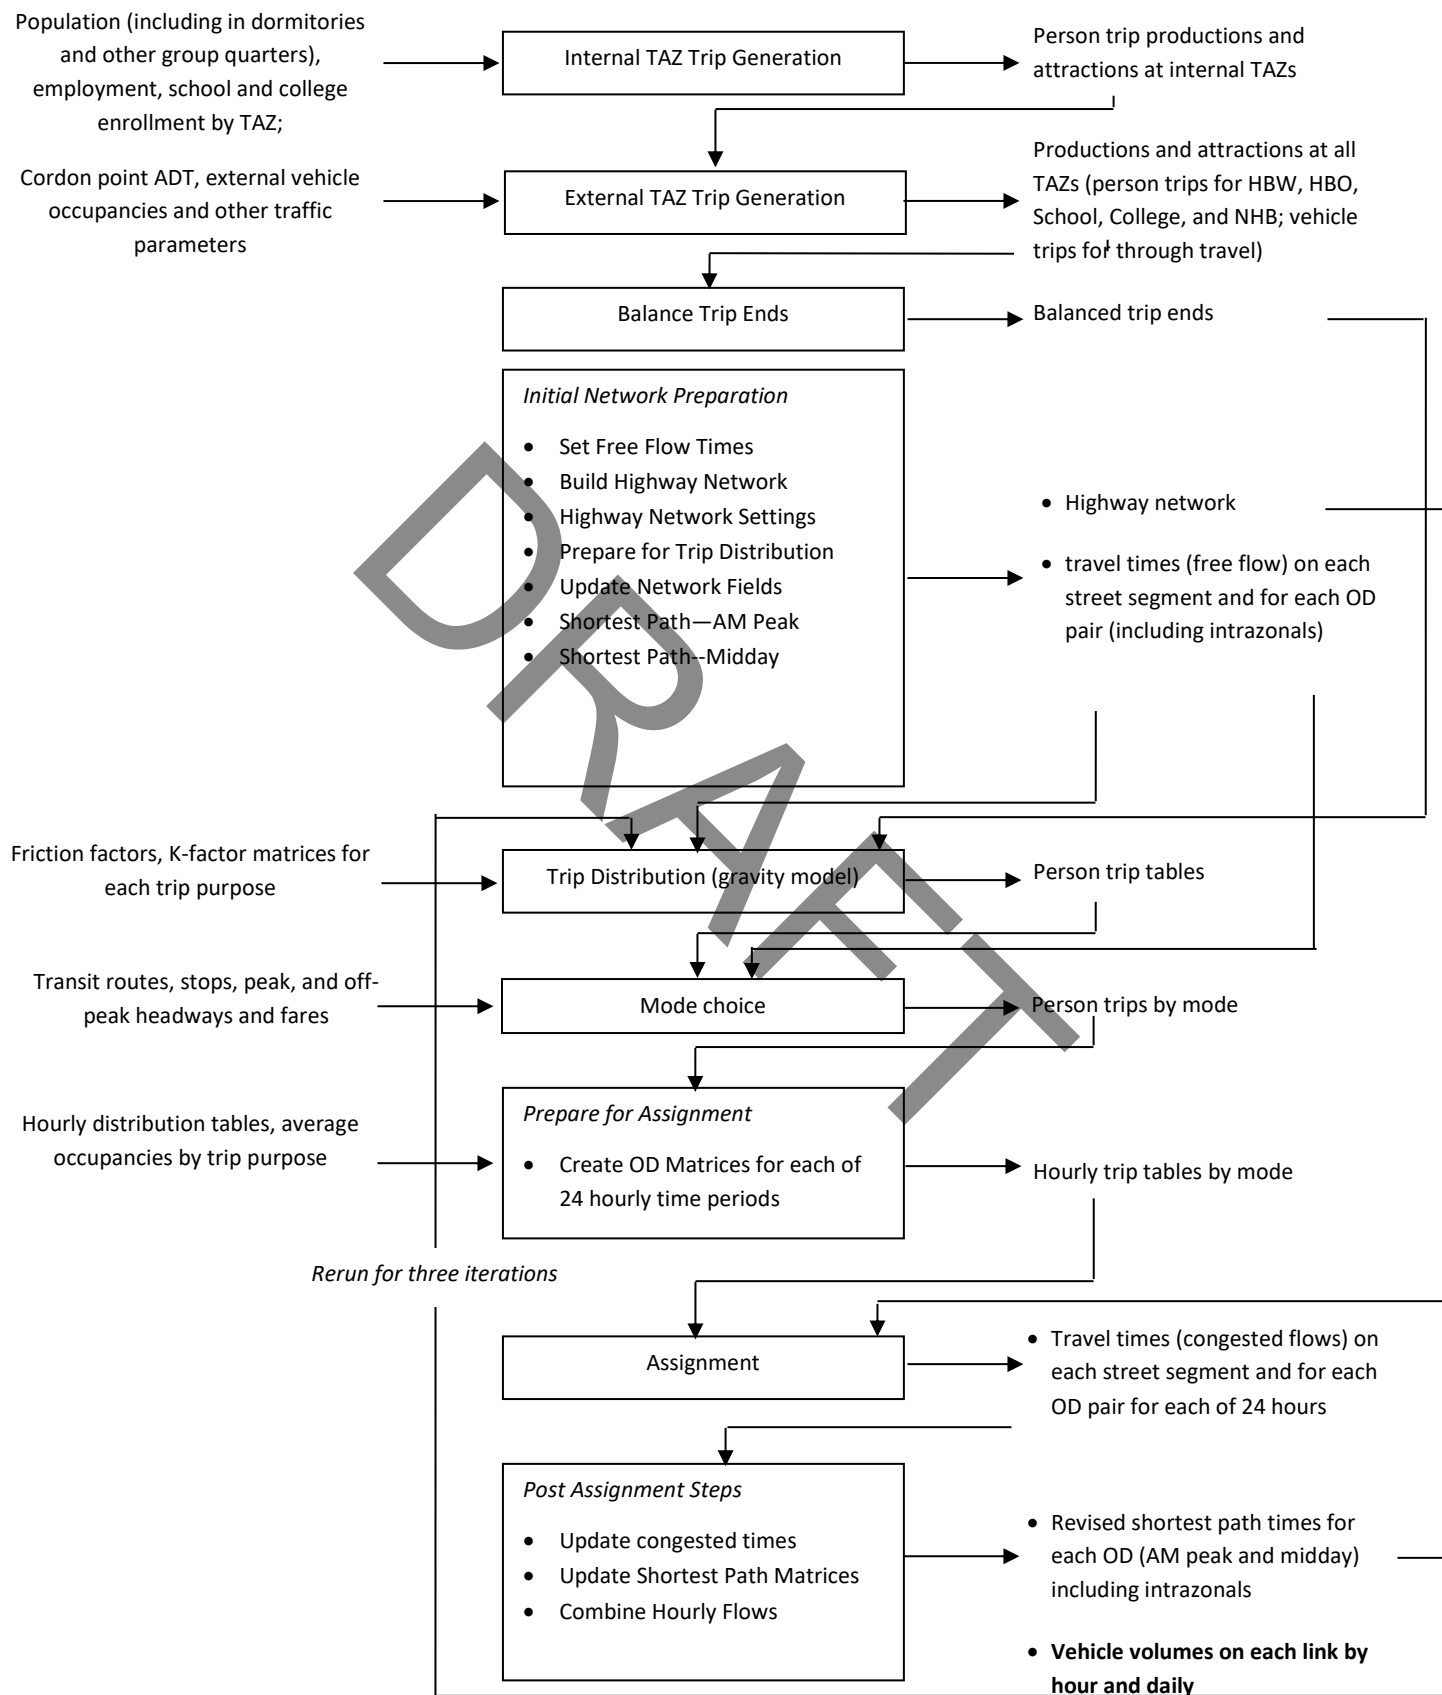 Population (including in dormitories
and other group quarters),
employment, school and college
enrollment by TAZ;
Internal TAZ Trip Generation
Person trip productions and
attractions at internal TAZs
Cordon point ADT, external vehicle
occupancies and other traffic
parameters
External TAZ Trip Generation
Productions and attractions at all
TAZs (person trips for HBW, HBO,
School, College, and NHB; vehicle
trips for through travel)
Balance Trip Ends
Balanced trip ends
Initial Network Preparation
• Set Free Flow Times
• Build Highway Network
• Highway Network Settings
• Prepare for Trip Distribution
• Update Network Fields
• Shortest Path—AM Peak
• Shortest Path--Midday
• Highway network
• travel times (free flow) on each
street segment and for each OD
pair (including intrazonals)
DRAFT
Friction factors, K-factor matrices for
each trip purpose
Trip Distribution (gravity model)
Person trip tables
Transit routes, stops, peak, and off-
peak headways and fares
Mode choice
Person trips by mode
Hourly distribution tables, average
occupancies by trip purpose
Prepare for Assignment
• Create OD Matrices for each of
24 hourly time periods
Hourly trip tables by mode
Rerun for three iterations
Assignment
• Travel times (congested flows) on
each street segment and for each
OD pair for each of 24 hours
Post Assignment Steps
• Update congested times
• Update Shortest Path Matrices
• Combine Hourly Flows
• Revised shortest path times for
each OD (AM peak and midday)
including intrazonals
• Vehicle volumes on each link by
hour and daily